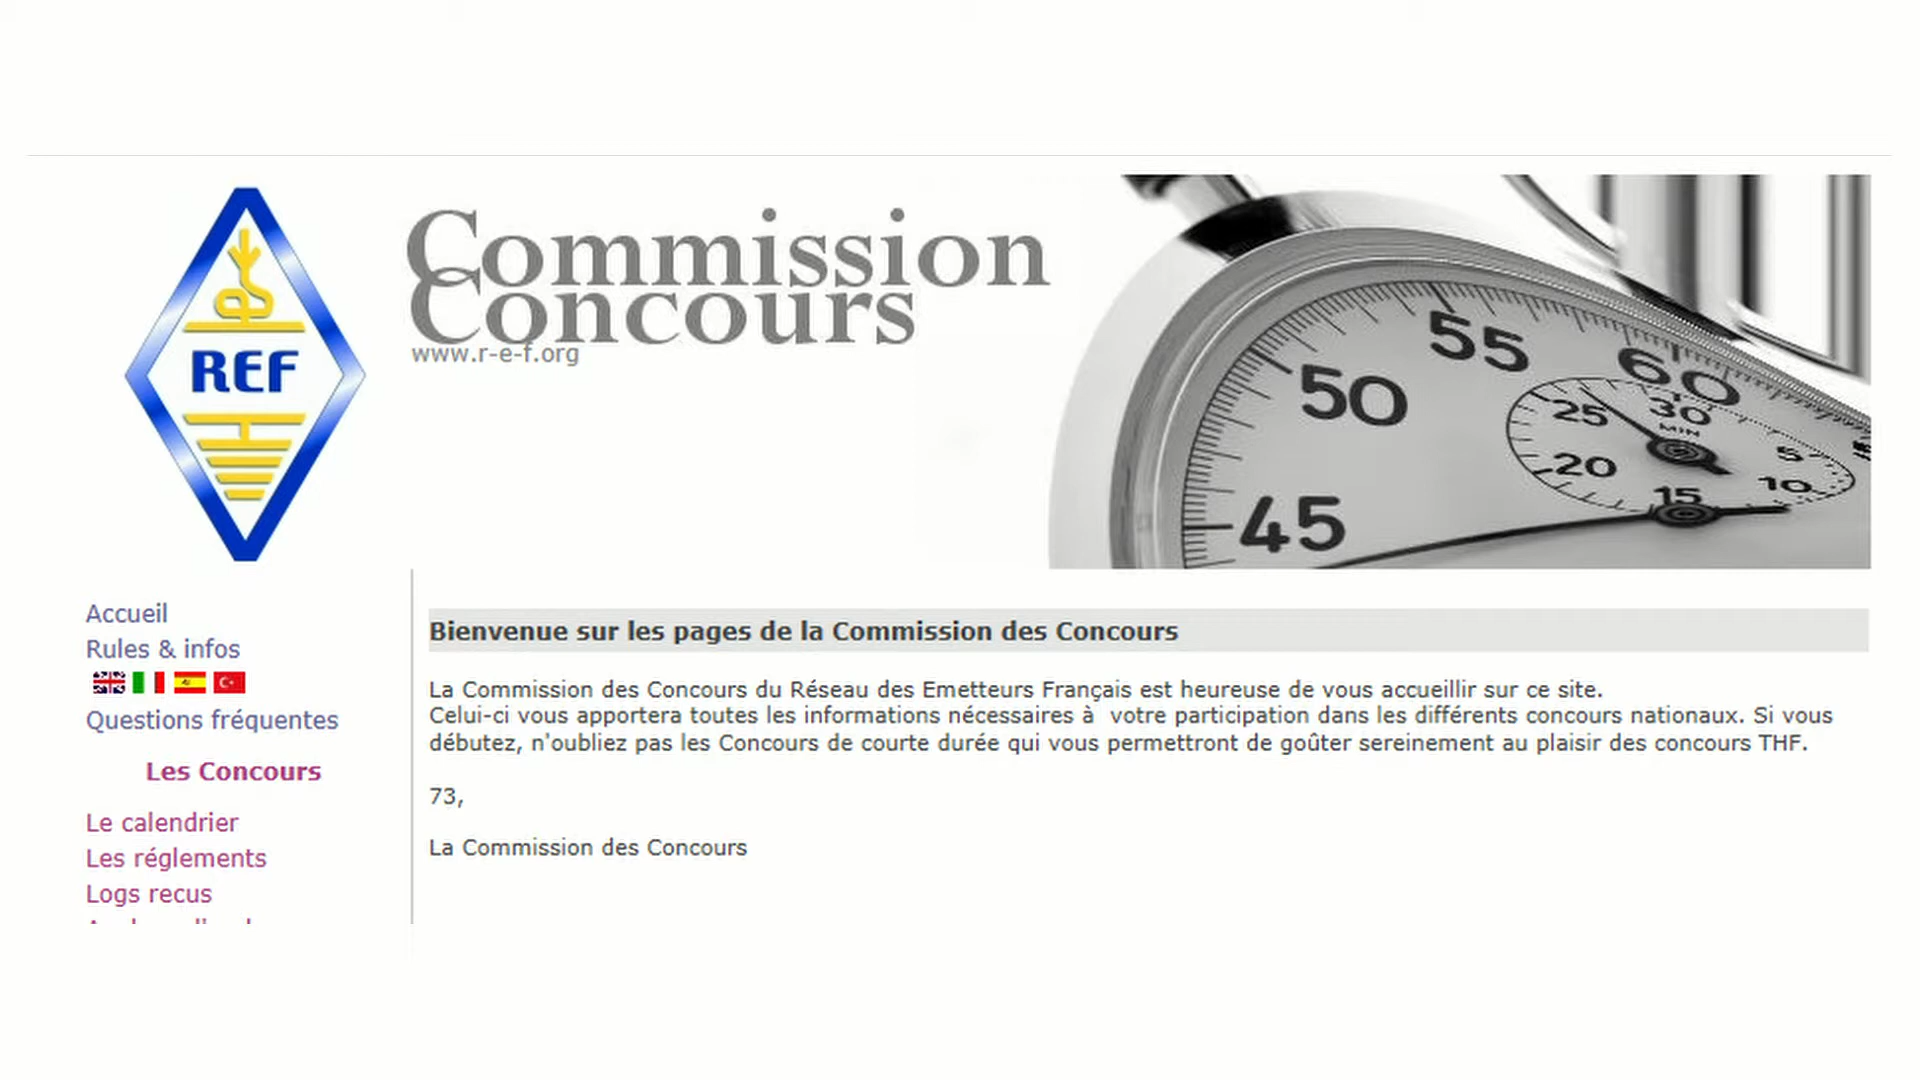 Commission
Concours
www.r-e-f.org
REF
55
60
50
45
25
30
MIN
5
20
15
10
Accueil
Rules & infos
Questions fréquentes
Les Concours
Le calendrier
Les réglements
Logs recus
Bienvenue sur les pages de la Commission des Concours
La Commission des Concours du Réseau des Emetteurs Français est heureuse de vous accueillir sur ce site.
Celui-ci vous apportera toutes les informations nécessaires à  votre participation dans les différents concours nationaux. Si vous
débutez, n'oubliez pas les Concours de courte durée qui vous permettront de goûter sereinement au plaisir des concours THF.
73,
La Commission des Concours